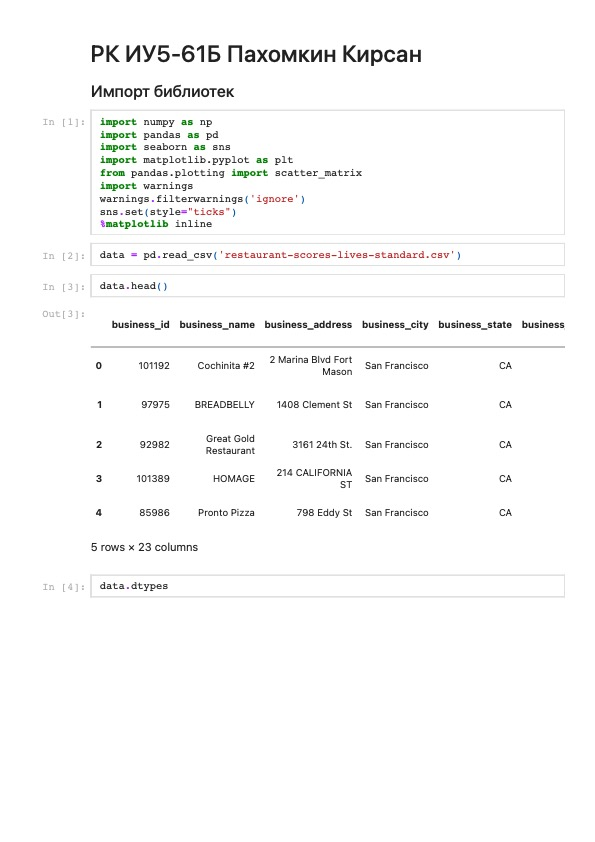 РК ИУ5-61Б Пахомкин Кирсан
Импорт библиотек
In [1]:
import numpy as np
import pandas as pd
import seaborn as sns
import matplotlib.pyplot as plt
from pandas.plotting import scatter_matrix
import warnings
warnings.filterwarnings('ignore')
sns.set(style="ticks")
%matplotlib inline
In [2]: data = pd.read_csv('restaurant-scores-lives-standard.csv')
In [3]: data.head()
Out[3]:
business_id business_name business_address business_city business_state business
0 101192 Cochinita #2 2 Marina Blvd Fort Mason San Francisco CA
1 97975 BREADBELLY 1408 Clement St San Francisco CA
2 92982 Great Gold Restaurant 3161 24th St. San Francisco CA
3 101389 HOMAGE 214 CALIFORNIA ST San Francisco CA
4 85986 Pronto Pizza 798 Eddy St San Francisco CA
5 rows × 23 columns
In [4]: data.dtypes